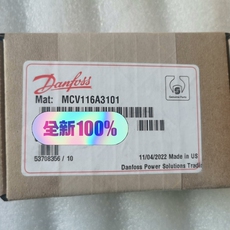 Danfoss
Mat: MCV116A3101
全新100%
S3708356 / 10
11/04/2022 Made in US
Danfoss Power Solutions Tradin